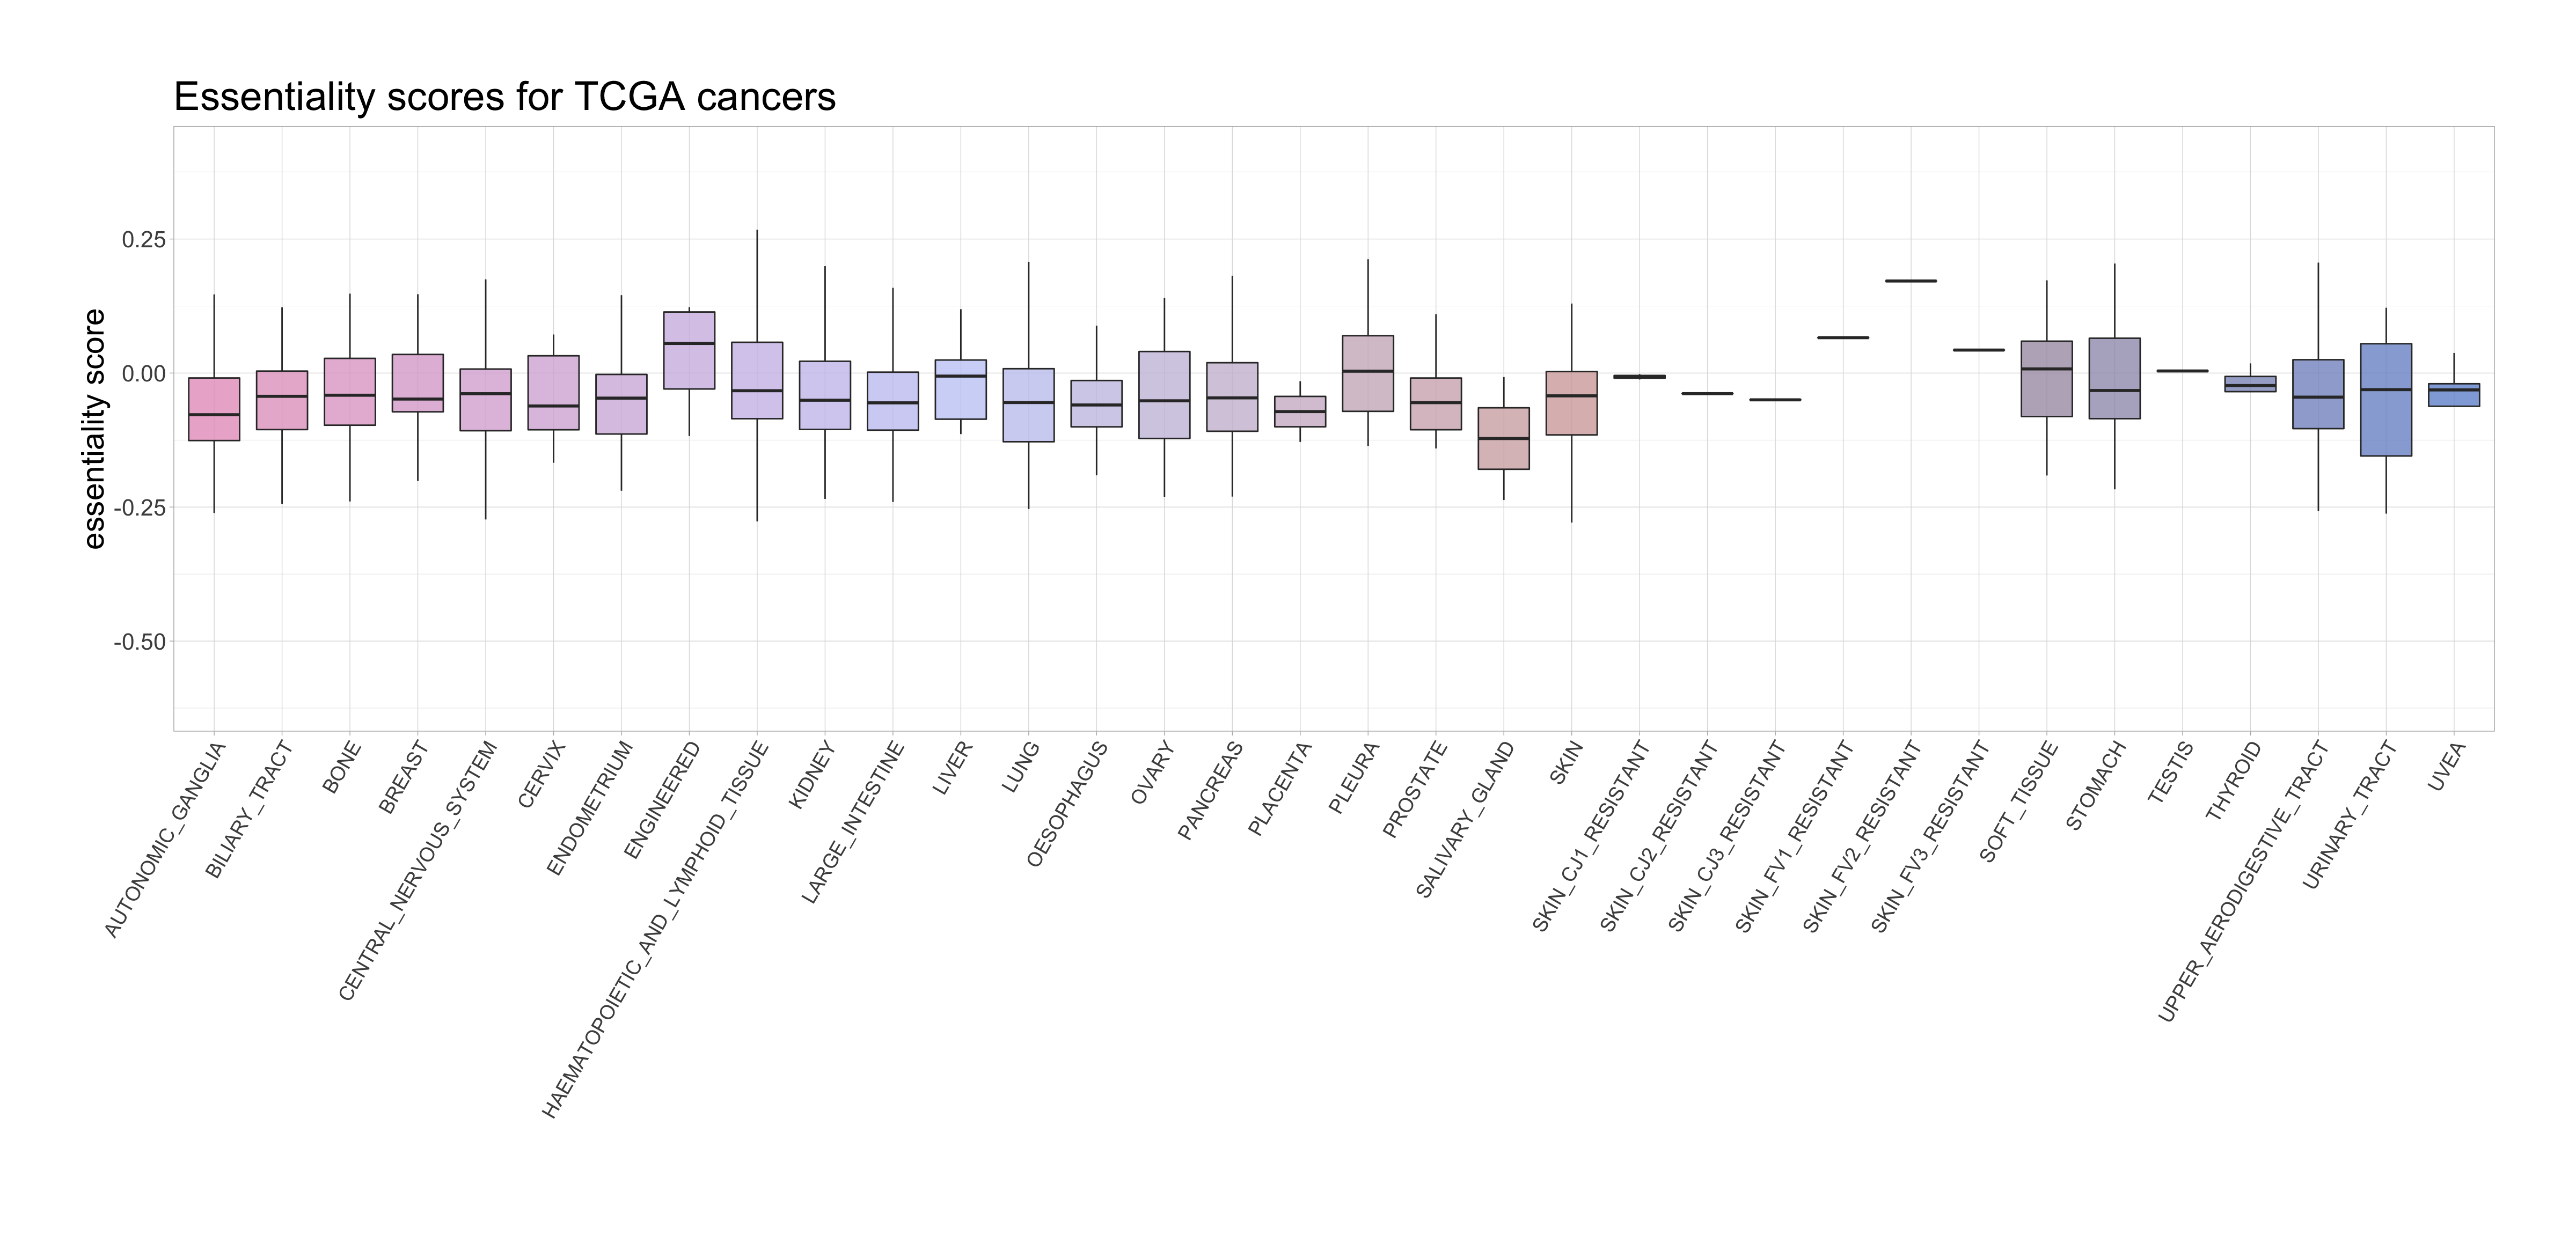 Essentiality scores for TCGA cancers
essentiality score
0.25
0.00
-0.25
-0.50
AUTONOMIC_GANGLIA
BILIARY_TRACT
BONE
BREAST
CENTRAL_NERVOUS_SYSTEM
CERVIX
ENDOMETRIUM
ENGINEERED
HAEMATOPOIETIC_AND_LYMPHOID_TISSUE
KIDNEY
LARGE_INTESTINE
LIVER
LUNG
OESOPHAGUS
OVARY
PANCREAS
PLACENTA
PLEURA
PROSTATE
SALIVARY_GLAND
SKIN
SKIN_CJ1_RESISTANT
SKIN_CJ2_RESISTANT
SKIN_CJ3_RESISTANT
SKIN_FV1_RESISTANT
SKIN_FV2_RESISTANT
SKIN_FV3_RESISTANT
SOFT_TISSUE
STOMACH
TESTIS
THYROID
UPPER_AERODIGESTIVE_TRACT
URINARY_TRACT
UVEA